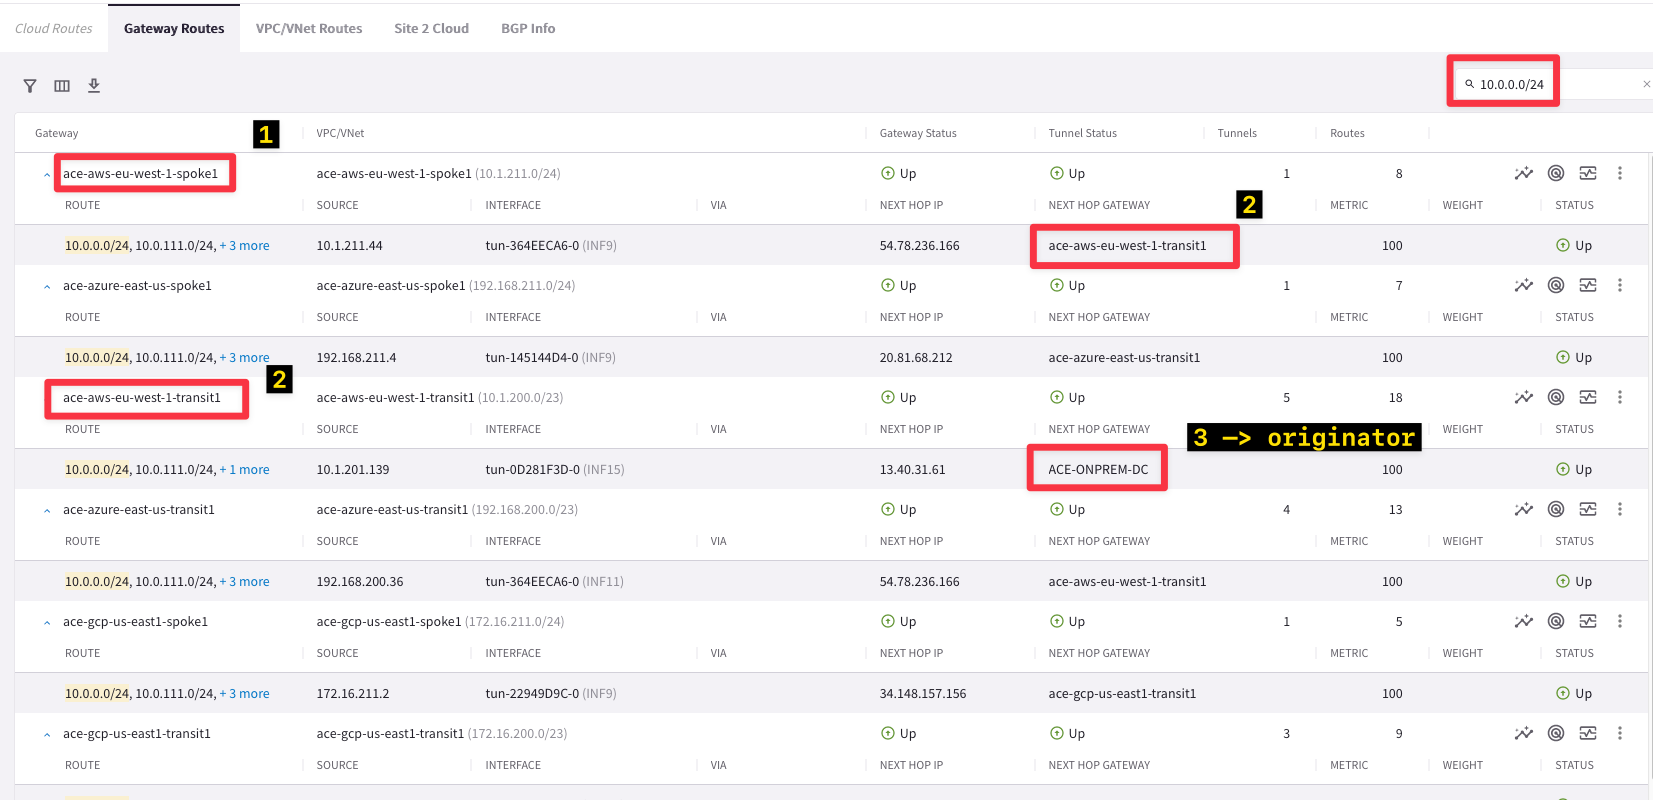 Cloud Routes Gateway Routes VPC/VNet Routes Site 2 Cloud BGP Info
10.0.0.0/24
Gateway 1 VPC/VNet Gateway Status Tunnel Status Tunnels Routes
ace-aws-eu-west-1-spoke1 ace-aws-eu-west-1-spoke1 (10.1.211.0/24) Up Up 1 8
ROUTE SOURCE INTERFACE VIA NEXT HOP IP NEXT HOP GATEWAY 2 METRIC WEIGHT STATUS
10.0.0.0/24, 10.0.111.0/24, + 3 more 10.1.211.44 tun-364EECA6-0 (INF9) 54.78.236.166 ace-aws-eu-west-1-transit1 100 Up
ace-azure-east-us-spoke1 ace-azure-east-us-spoke1 (192.168.211.0/24) Up Up 1 7
ROUTE SOURCE INTERFACE VIA NEXT HOP IP NEXT HOP GATEWAY METRIC WEIGHT STATUS
10.0.0.0/24, 10.0.111.0/24, + 3 more 192.168.211.4 tun-145144D4-0 (INF9) 20.81.68.212 ace-azure-east-us-transit1 100 Up
2
ace-aws-eu-west-1-transit1 ace-aws-eu-west-1-transit1 (10.1.200.0/23) Up Up 5 18
ROUTE SOURCE INTERFACE VIA NEXT HOP IP NEXT HOP GATEWAY 3 —> originator WEIGHT STATUS
10.0.0.0/24, 10.0.111.0/24, + 1 more 10.1.201.139 tun-0D281F3D-0 (INF15) 13.40.31.61 ACE-ONPREM-DC 100 Up
ace-azure-east-us-transit1 ace-azure-east-us-transit1 (192.168.200.0/23) Up Up 4 13
ROUTE SOURCE INTERFACE VIA NEXT HOP IP NEXT HOP GATEWAY METRIC WEIGHT STATUS
10.0.0.0/24, 10.0.111.0/24, + 3 more 192.168.200.36 tun-364EECA6-0 (INF11) 54.78.236.166 ace-aws-eu-west-1-transit1 100 Up
ace-gcp-us-east1-spoke1 ace-gcp-us-east1-spoke1 (172.16.211.0/24) Up Up 1 5
ROUTE SOURCE INTERFACE VIA NEXT HOP IP NEXT HOP GATEWAY METRIC WEIGHT STATUS
10.0.0.0/24, 10.0.111.0/24, + 3 more 172.16.211.2 tun-22949D9C-0 (INF9) 34.148.157.156 ace-gcp-us-east1-transit1 100 Up
ace-gcp-us-east1-transit1 ace-gcp-us-east1-transit1 (172.16.200.0/23) Up Up 3 9
ROUTE SOURCE INTERFACE VIA NEXT HOP IP NEXT HOP GATEWAY METRIC WEIGHT STATUS